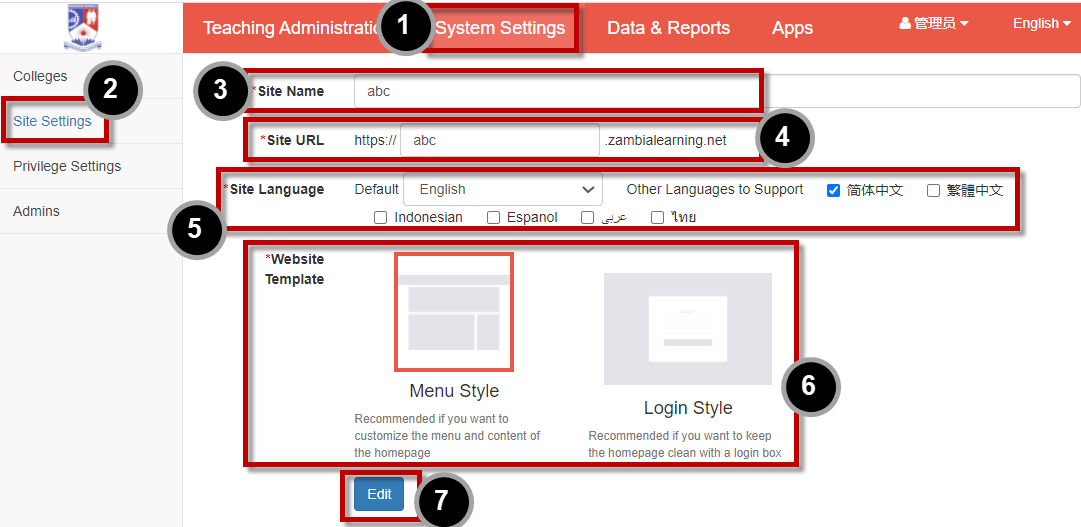 Teaching Administratio 1 System Settings Data & Reports Apps 管理员 English
Colleges
2
Site Settings
Privilege Settings
Admins
3 *Site Name abc
*Site URL https:// abc .zambialearning.net 4
*Site Language Default English Other Languages to Support 简体中文 繁體中文
Indonesian Espanol عربى ไทย
5
*Website
Template
Login
Menu Style
Recommended if you want to
customize the menu and content of
the homepage
Login Style
Recommended if you want to keep
the homepage clean with a login box
6
Edit 7